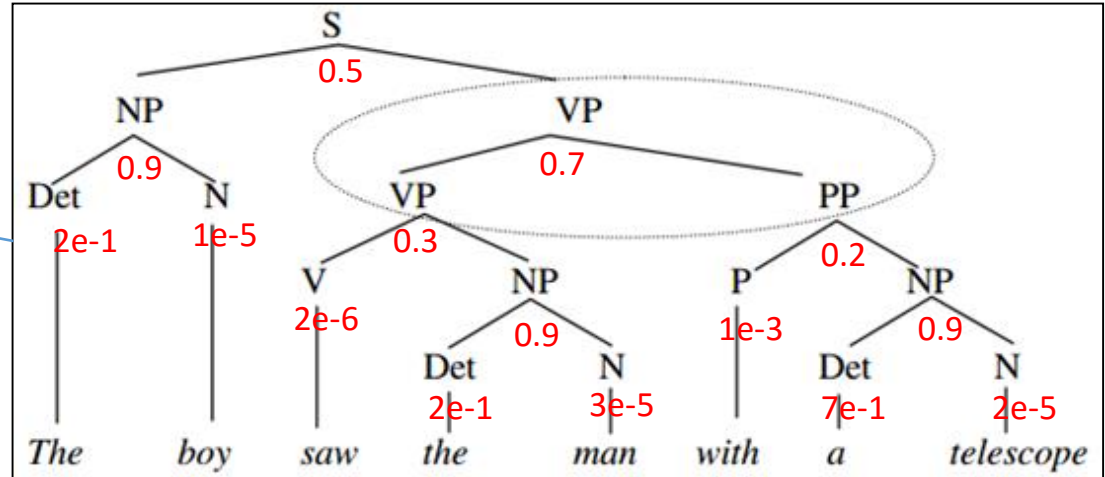 S
0.5
NP VP
0.9 0.7
Det N VP PP
2e-1 1e-5 0.3 0.2
V NP P NP
2e-6 0.9 1e-3 0.9
Det N Det N
2e-1 3e-5 7e-1 2e-5
The boy saw the man with a telescope